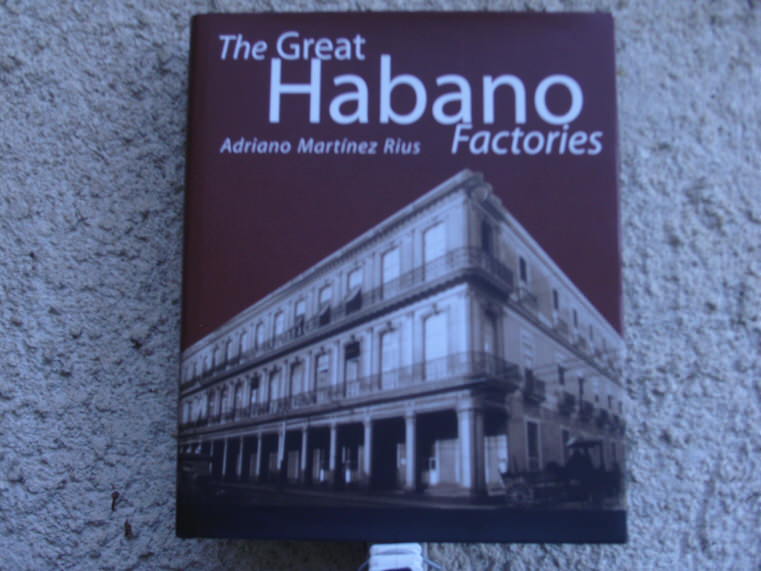 The Great
Habano
Factories
Adriano Martínez Rius